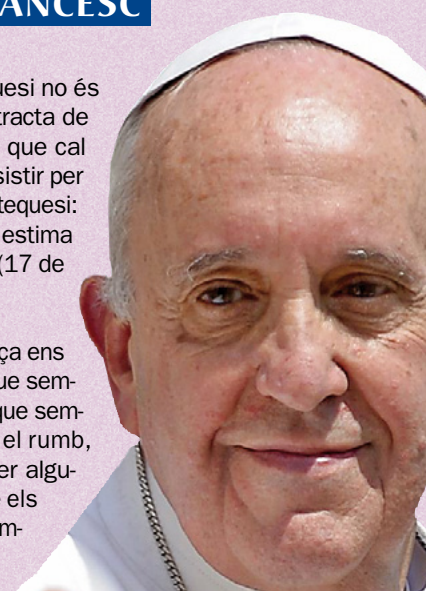 ANCESC
uesi no és
tracta de
que cal
sistir per
tequesi:
estima
(17 de
ça ens
ue sem-
que sem-
el rumb,
er algu-
els
m-